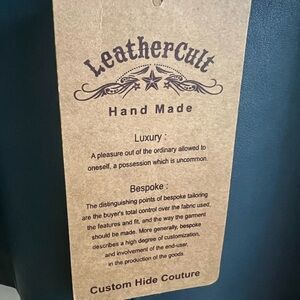 LeatherCult
Hand Made
Luxury :
A pleasure out of the ordinary allowed to
oneself, a possession which is uncommon.
Bespoke :
The distinguishing points of bespoke tailoring
are the buyer's total control over the fabric used,
the features and fit, and the way the garment
should be made. More generally, bespoke
describes a high degree of customization,
and involvement of the end-user,
in the production of the goods
Custom Hide Couture